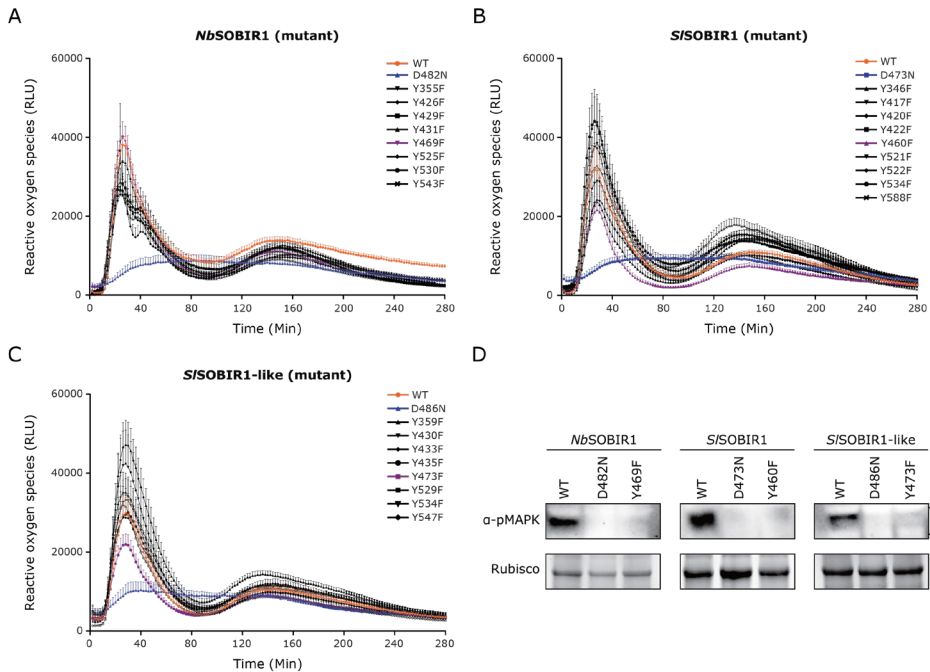 A
NbSOBIR1 (mutant)
Reactive oxygen species (RLU)
60000
40000
20000
0
0 40 80 120 160 200 240 280
Time (Min)
WT
D482N
Y355F
Y426F
Y429F
Y431F
Y469F
Y525F
Y530F
Y543F
B
SlSOBIR1 (mutant)
Reactive oxygen species (RLU)
60000
40000
20000
0
0 40 80 120 160 200 240 280
Time (Min)
WT
D473N
Y346F
Y417F
Y420F
Y422F
Y460F
Y521F
Y522F
Y534F
Y588F
C
SlSOBIR1-like (mutant)
Reactive oxygen species (RLU)
60000
40000
20000
0
0 40 80 120 160 200 240 280
Time (Min)
WT
D486N
Y359F
Y430F
Y433F
Y435F
Y473F
Y529F
Y534F
Y547F
D
NbSOBIR1 SlSOBIR1 SlSOBIR1-like
WT D482N Y469F WT D473N Y460F WT D486N Y473F
α-pMAPK
Rubisco